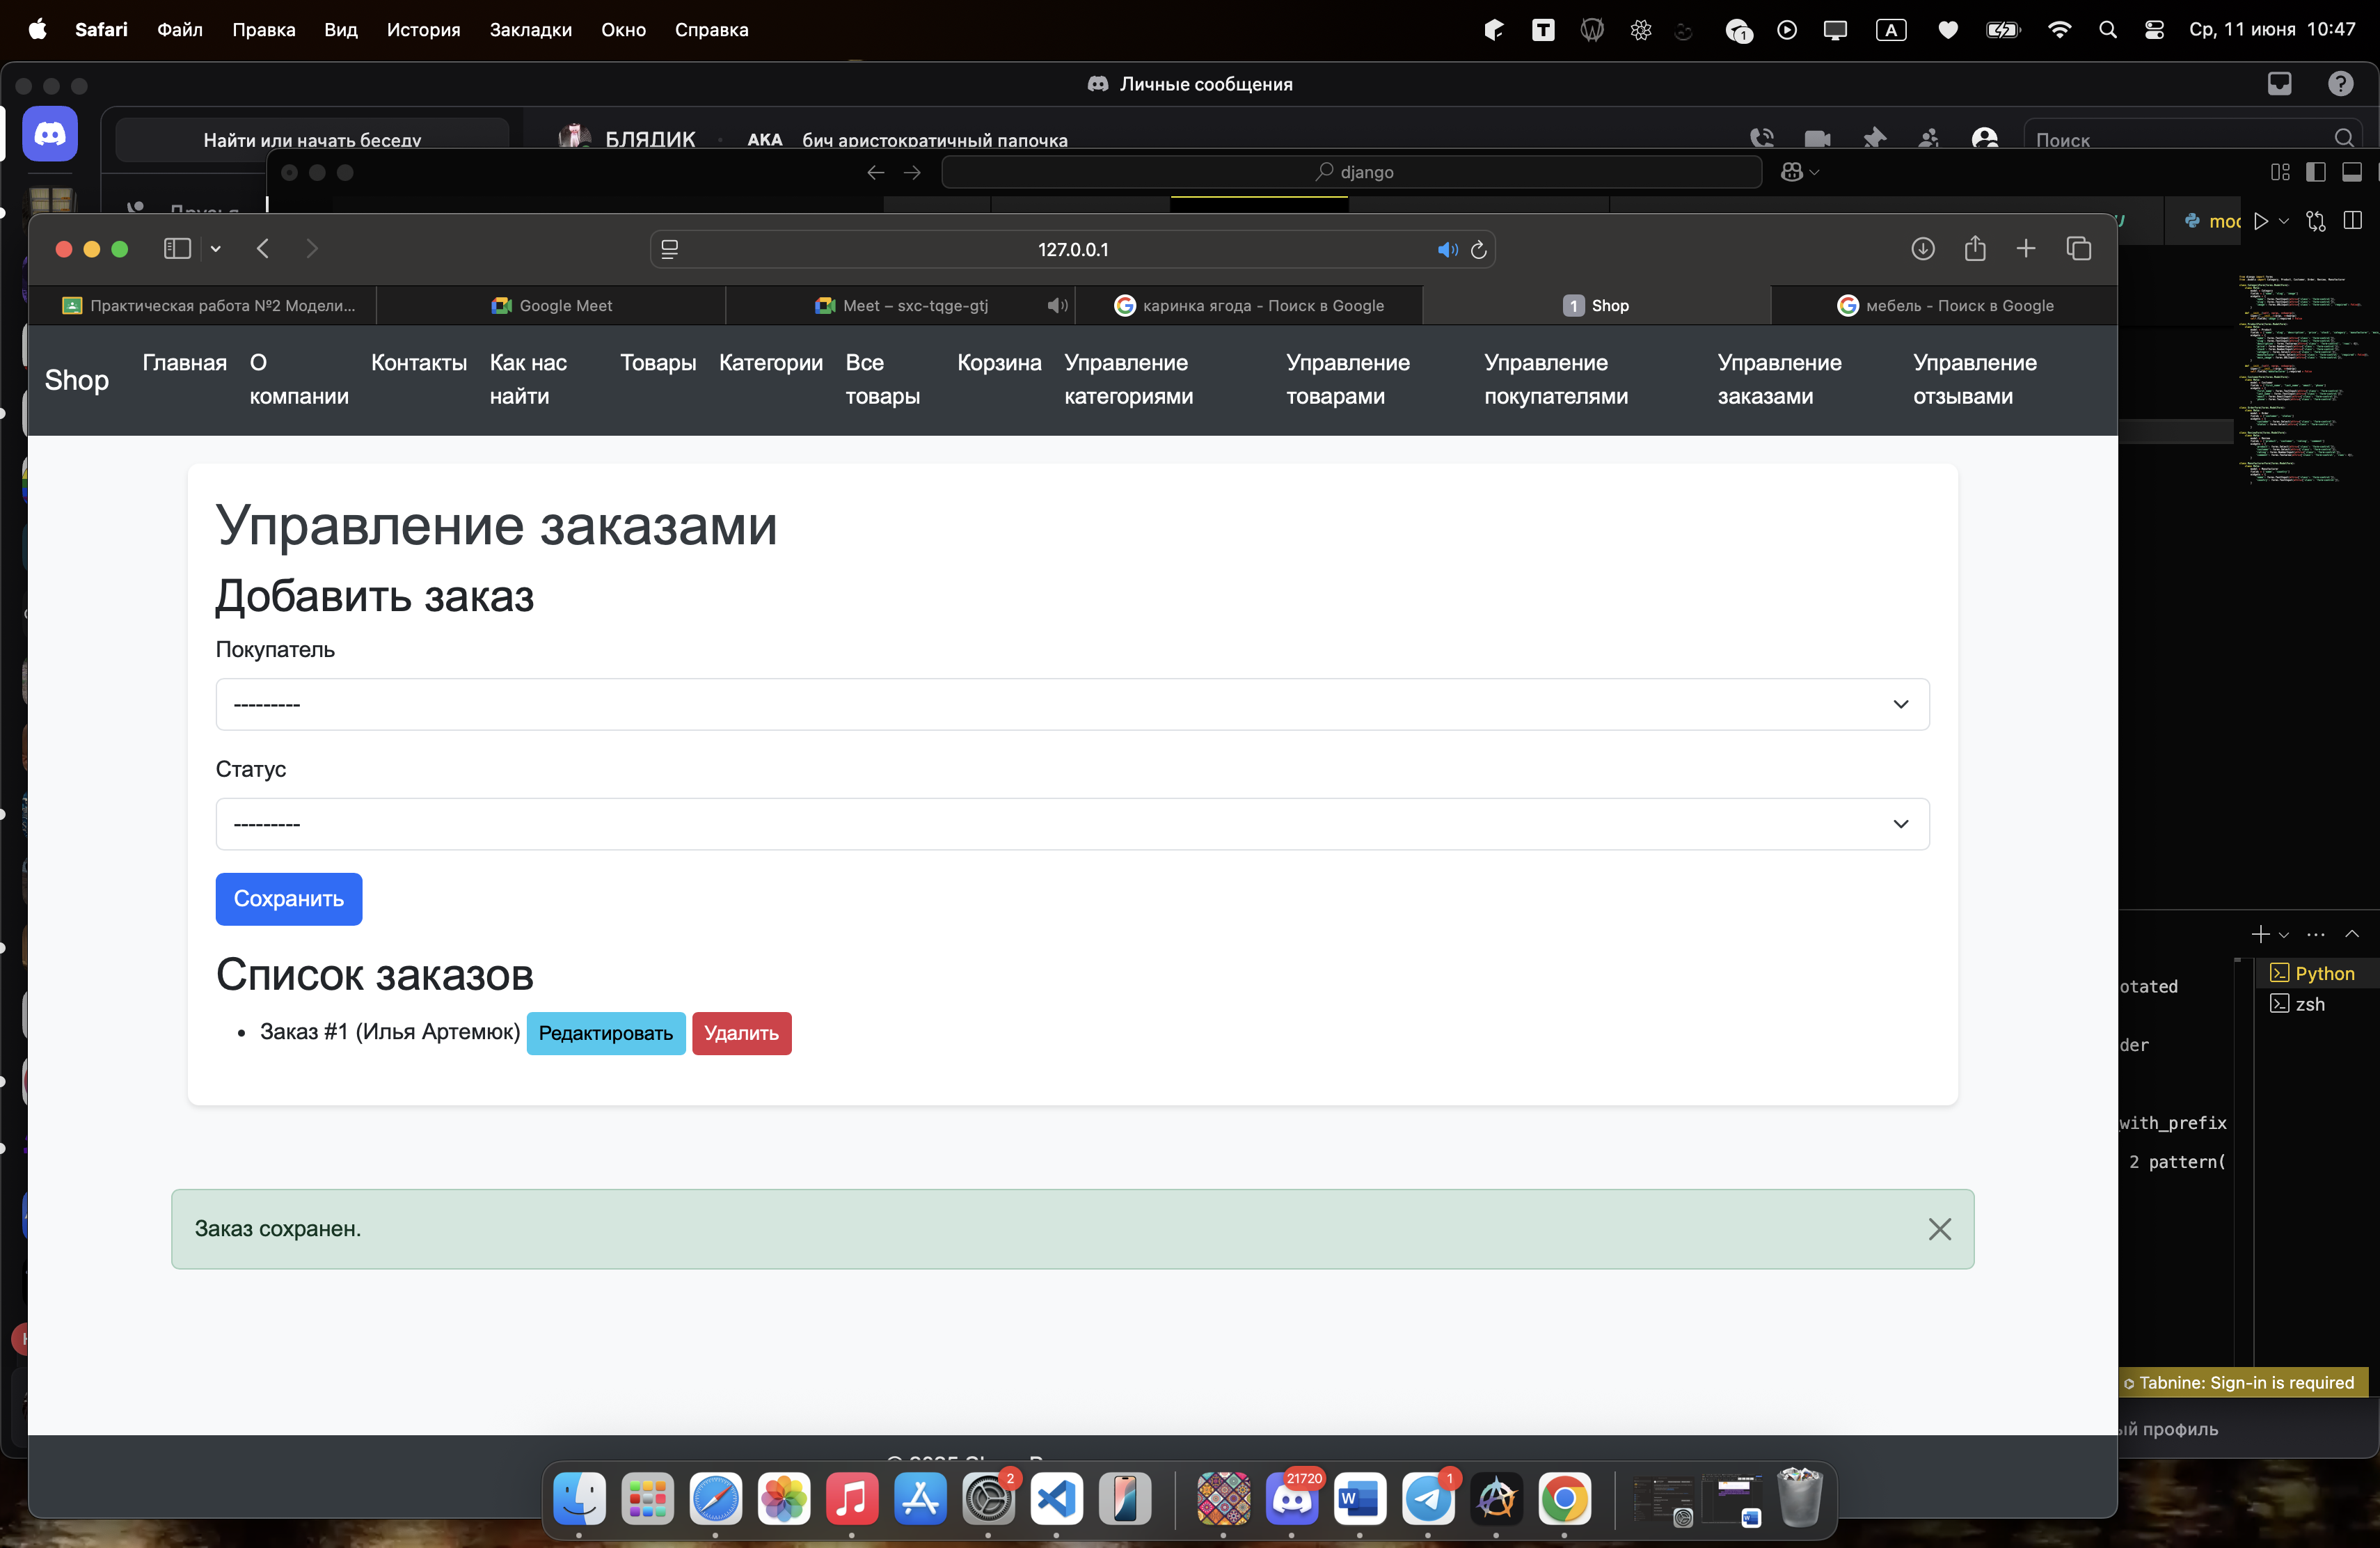 Safari Файл Правка Вид История Закладки Окно Справка
1
A
Ср, 11 июня 10:47
Личные сообщения
Найти или начать беседу
БЛЯДИК AKA бич аристократичный папочка
Поиск
django
127.0.0.1
Практическая работа №2 Модели...
Google Meet
Meet – sxc-tqge-gtj
каринка ягода - Поиск в Google
1 Shop
мебель - Поиск в Google
Shop
Главная
О компании
Контакты
Как нас найти
Товары
Категории
Все товары
Корзина
Управление категориями
Управление товарами
Управление покупателями
Управление заказами
Управление отзывами
Управление заказами
Добавить заказ
Покупатель
---------
Статус
---------
Сохранить
Список заказов
• Заказ #1 (Илья Артемюк) Редактировать Удалить
Заказ сохранен.
Python
zsh
otated
der
_with_prefix
2 pattern(
Tabnine: Sign-in is required
ый профиль
2
21720
1